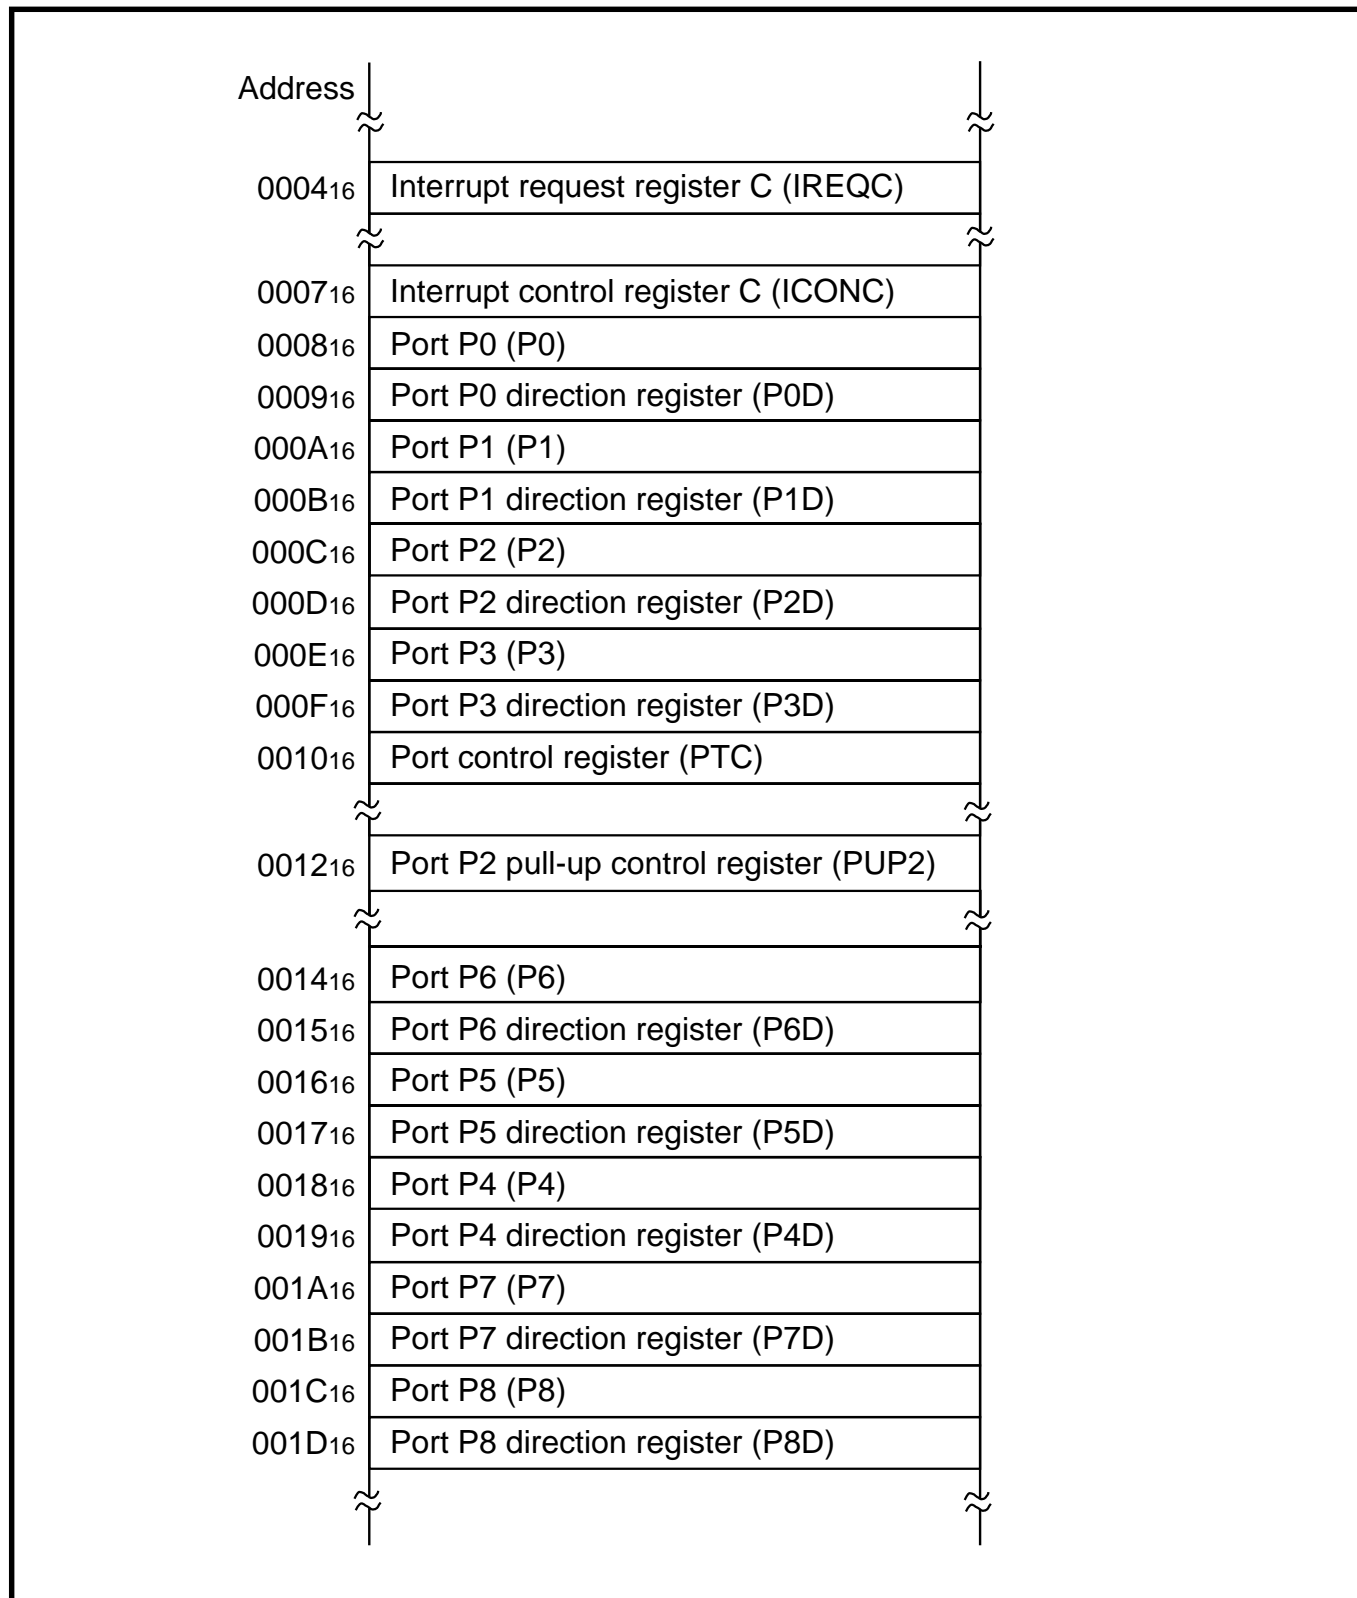 Address
0004₁₆ Interrupt request register C (IREQC)
0007₁₆ Interrupt control register C (ICONC)
0008₁₆ Port P0 (P0)
0009₁₆ Port P0 direction register (P0D)
000A₁₆ Port P1 (P1)
000B₁₆ Port P1 direction register (P1D)
000C₁₆ Port P2 (P2)
000D₁₆ Port P2 direction register (P2D)
000E₁₆ Port P3 (P3)
000F₁₆ Port P3 direction register (P3D)
0010₁₆ Port control register (PTC)
0012₁₆ Port P2 pull-up control register (PUP2)
0014₁₆ Port P6 (P6)
0015₁₆ Port P6 direction register (P6D)
0016₁₆ Port P5 (P5)
0017₁₆ Port P5 direction register (P5D)
0018₁₆ Port P4 (P4)
0019₁₆ Port P4 direction register (P4D)
001A₁₆ Port P7 (P7)
001B₁₆ Port P7 direction register (P7D)
001C₁₆ Port P8 (P8)
001D₁₆ Port P8 direction register (P8D)